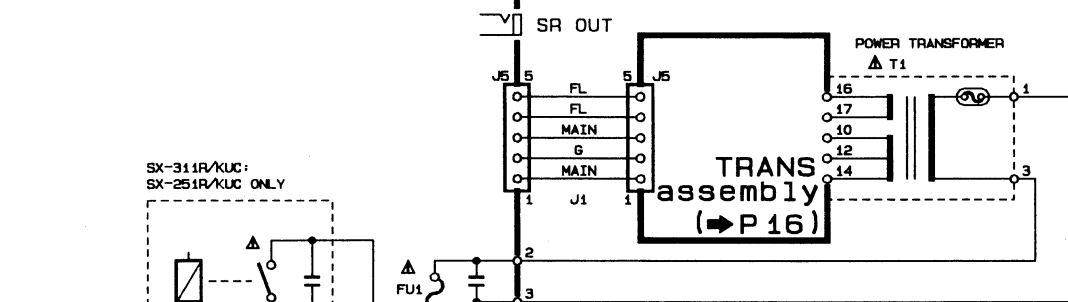 SR OUT
POWER TRANSFORMER
T1
J5 5
5 J5
FL
FL
MAIN
G
MAIN
16
17
10
12
14
1
3
TRANS
assembly
(➡P 16)
1
J1
1
SX-311R/KUC:
SX-251R/KUC ONLY
2
FU1
3